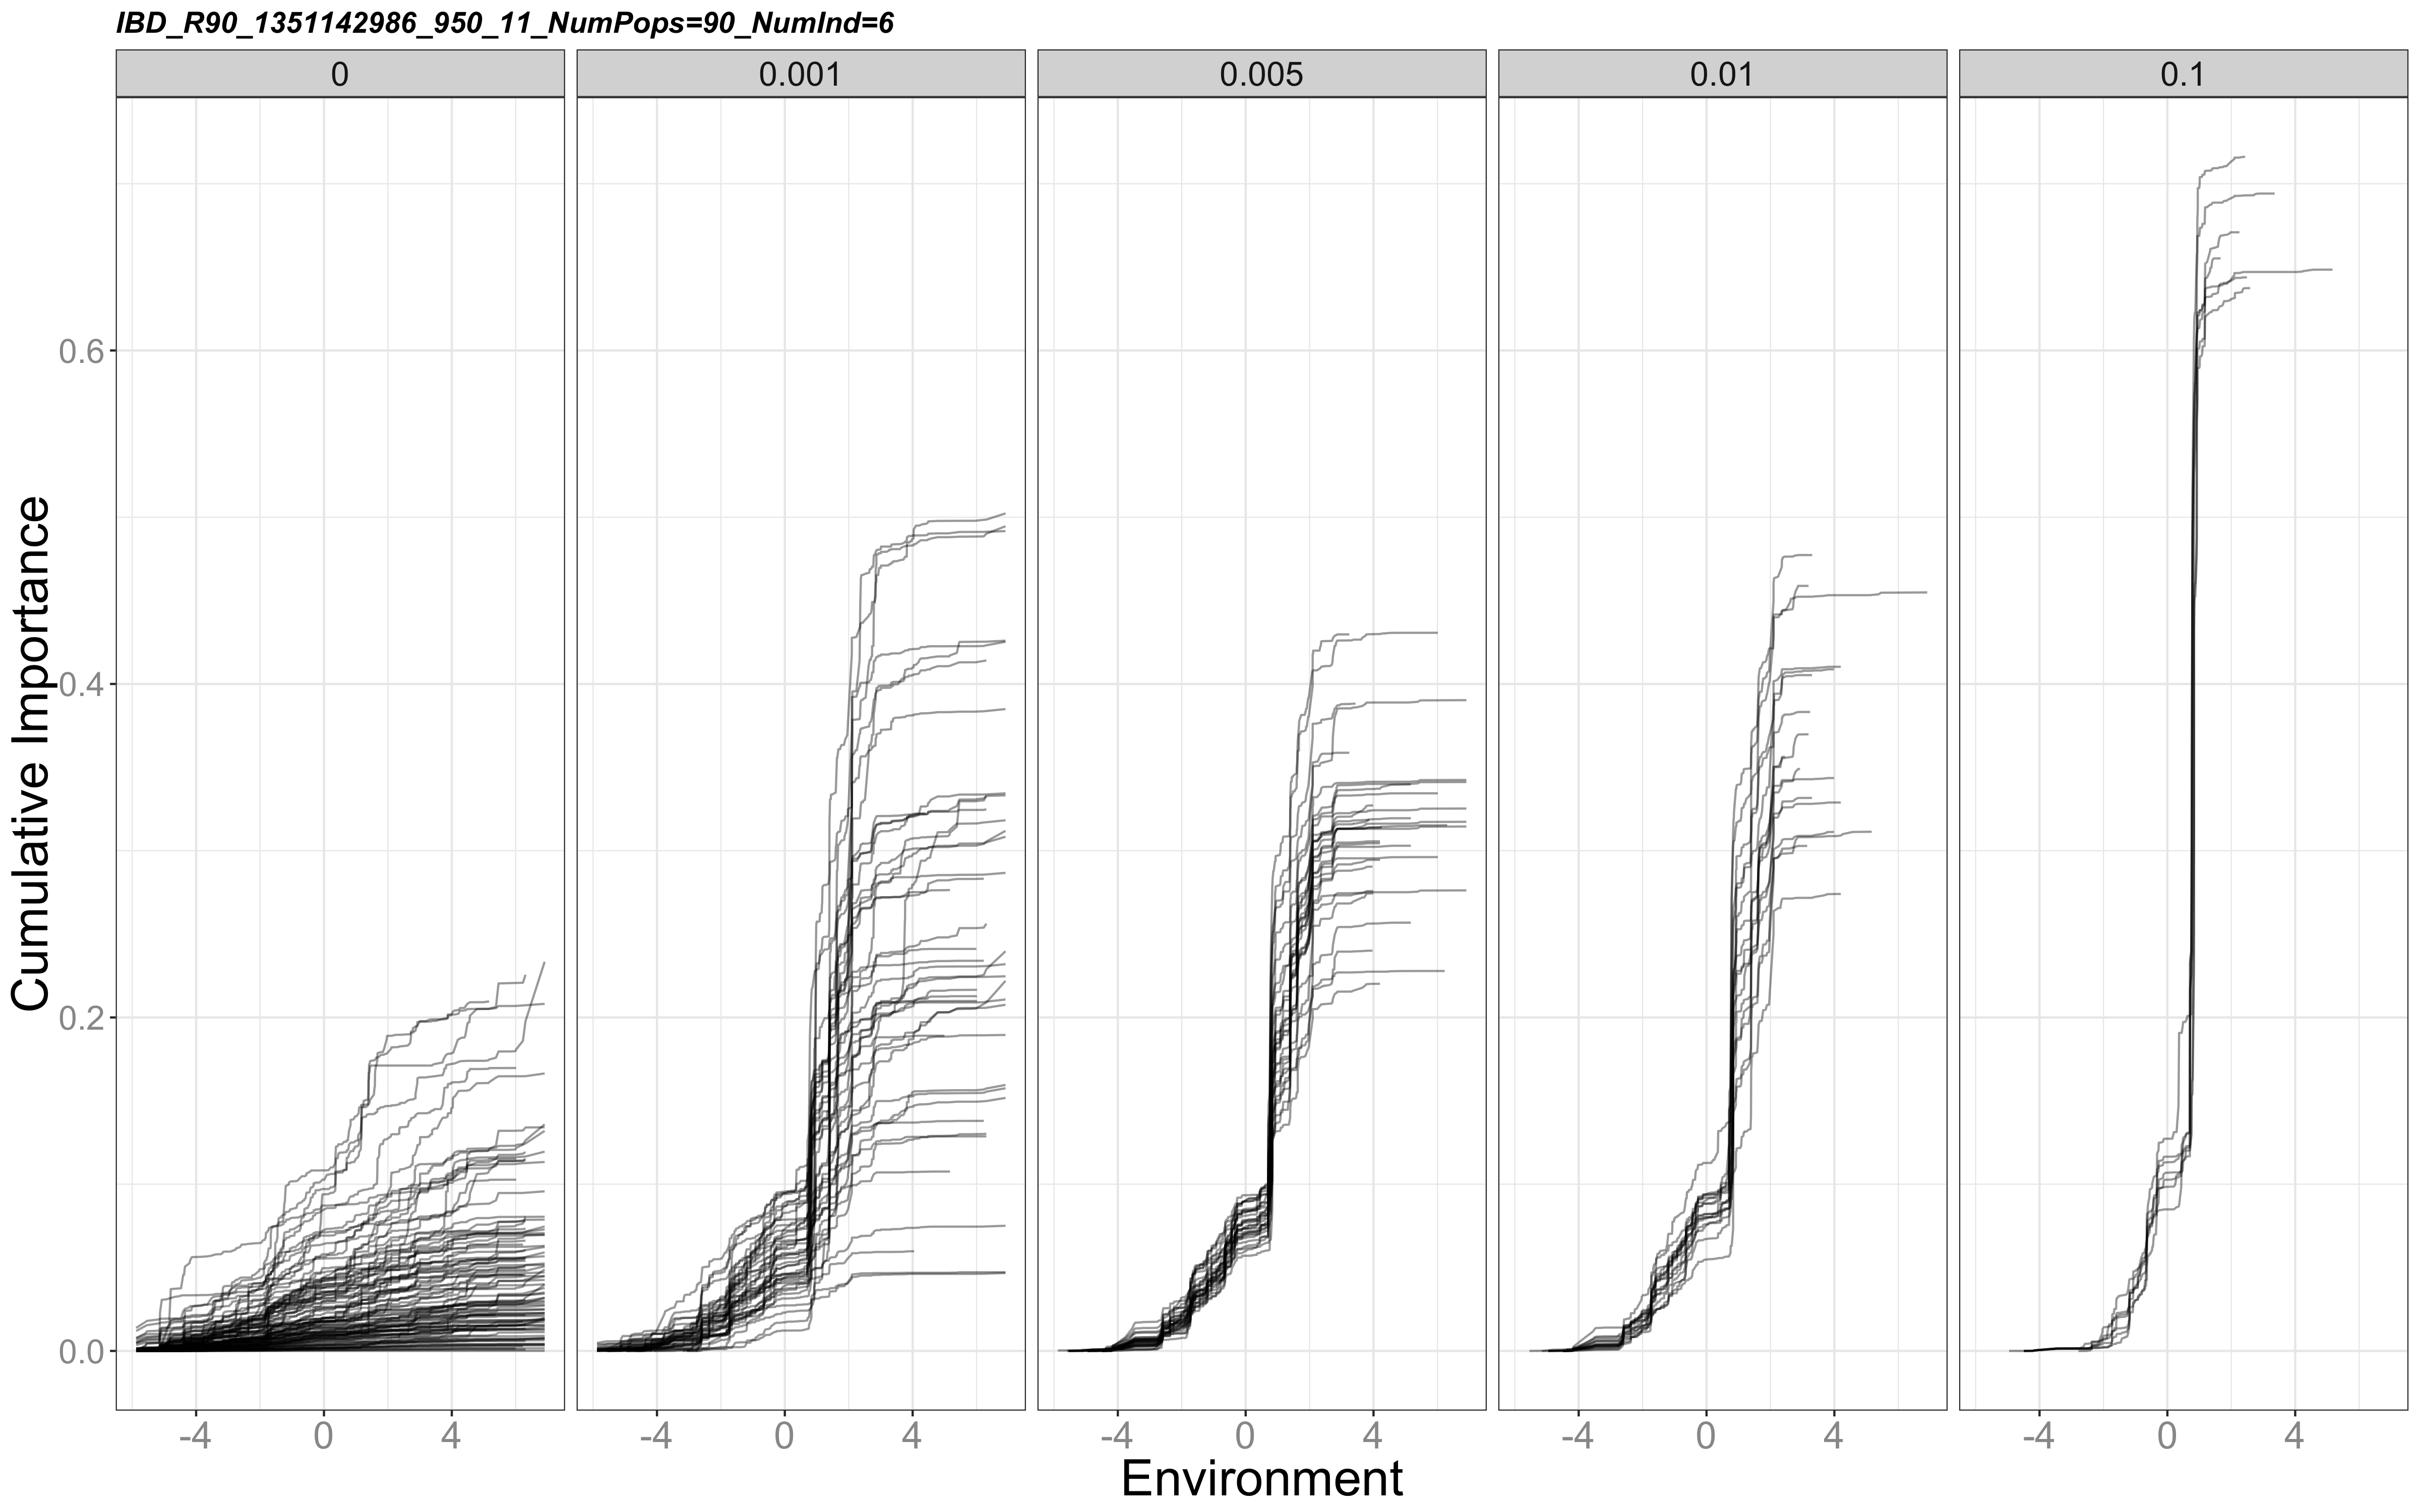 IBD_R90_1351142986_950_11_NumPops=90_NumInd=6
0 0.001 0.005 0.01 0.1
Cumulative Importance
0.6
0.4
0.2
0.0
-4 0 4 -4 0 4 -4 0 4 -4 0 4 -4 0 4
Environment